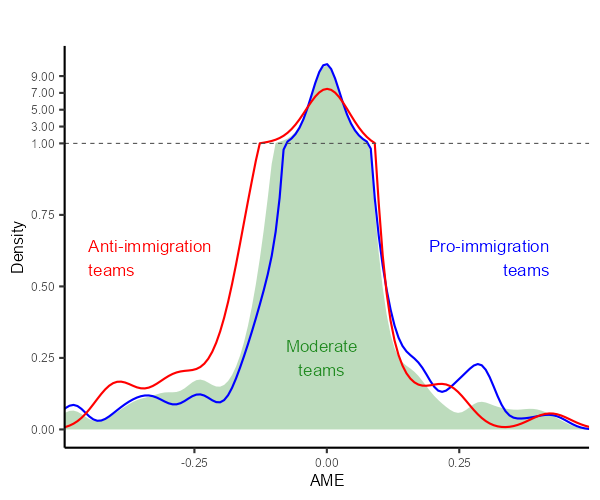 9.00
7.00
5.00
3.00
1.00
0.75
0.50
0.25
0.00
Density
Anti-immigration
teams
Pro-immigration
teams
Moderate
teams
-0.25
0.00
0.25
AME